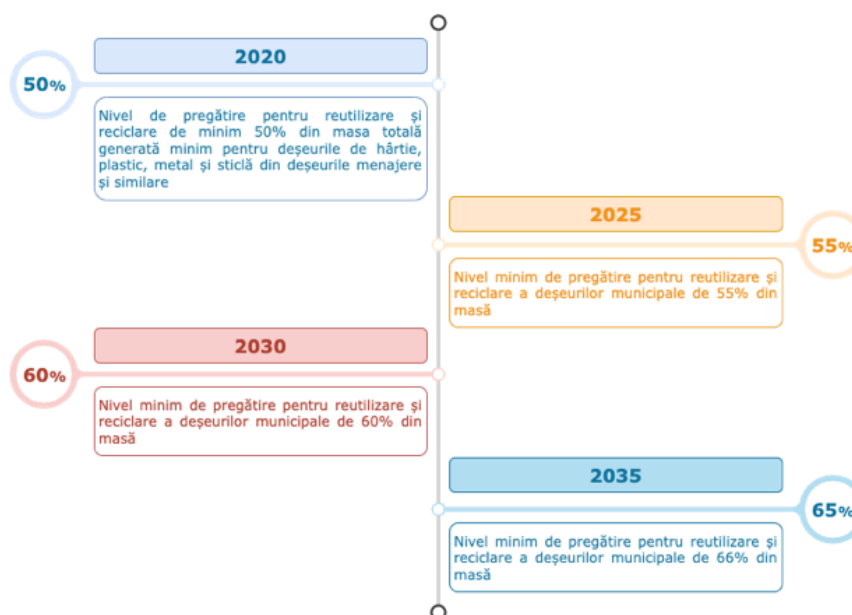 2020
50%
Nivel de pregătire pentru reutilizare și
reciclare de minim 50% din masa totală
generată minim pentru deșeurile de hârtie,
plastic, metal și sticlă din deșeurile menajere
și similare
2025
55%
Nivel minim de pregătire pentru reutilizare și
reciclare a deșeurilor municipale de 55% din
masă
2030
60%
Nivel minim de pregătire pentru reutilizare și
reciclare a deșeurilor municipale de 60% din
masă
2035
65%
Nivel minim de pregătire pentru reutilizare și
reciclare a deșeurilor municipale de 66% din
masă